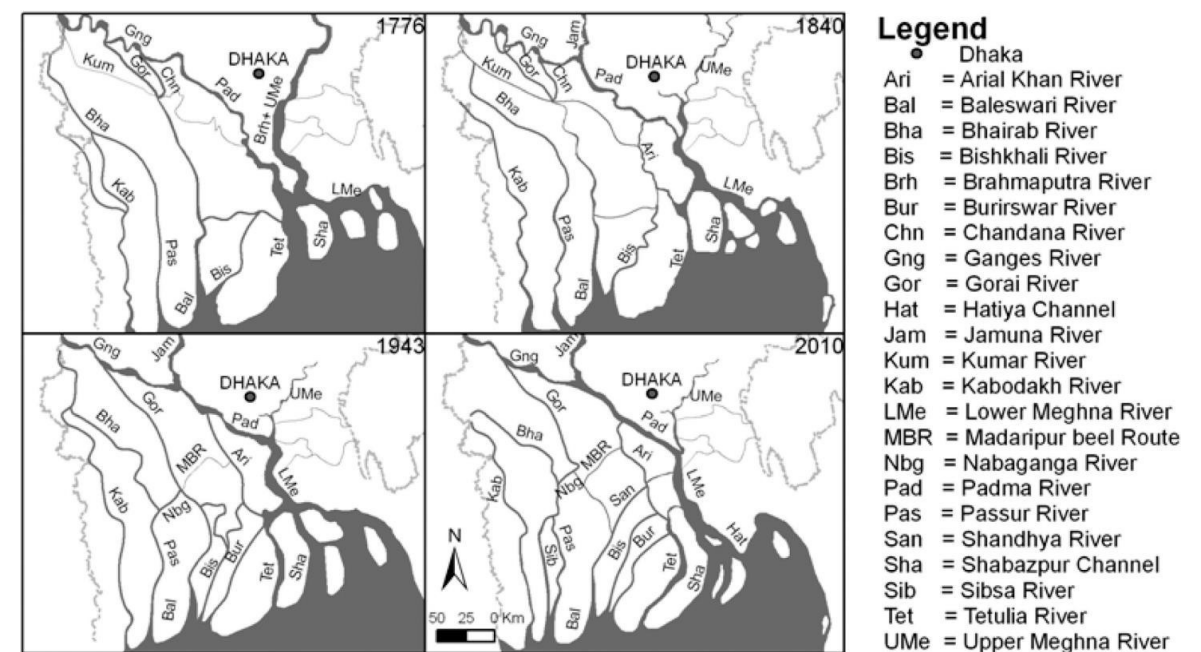 1776
Gng
DHAKA
Kum
Gor
Chn
Pad
Brh+ UMe
Bha
Kab
LMe
Pas
Sha
Tet
Bis
Bal
1840
Gng
Jam
DHAKA
UMe
Kum
Gor
Chn
Pad
Bha
Ari
Kab
LMe
Pas
Sha
Bis
Tet
Bal
1943
Gng
Jam
DHAKA
UMe
Gor
Bha
Pad
MBR
Ari
Kab
LMe
Nbg
Pas
Bis
Bur
Tet
Sha
Bal
2010
Gng
Jam
DHAKA
UMe
Gor
Pad
Bha
MBR
Ari
Kab
Nbg
San
LMe
Hat
N
Sib
Pas
Bis
Bur
Tet
Sha
Bal
50 25 0 Km
Legend
Dhaka
Ari = Arial Khan River
Bal = Baleswari River
Bha = Bhairab River
Bis = Bishkhali River
Brh = Brahmaputra River
Bur = Burirswar River
Chn = Chandana River
Gng = Ganges River
Gor = Gorai River
Hat = Hatiya Channel
Jam = Jamuna River
Kum = Kumar River
Kab = Kabodakh River
LMe = Lower Meghna River
MBR = Madaripur beel Route
Nbg = Nabaganga River
Pad = Padma River
Pas = Passur River
San = Shandhya River
Sha = Shabazpur Channel
Sib = Sibsa River
Tet = Tetulia River
UMe = Upper Meghna River